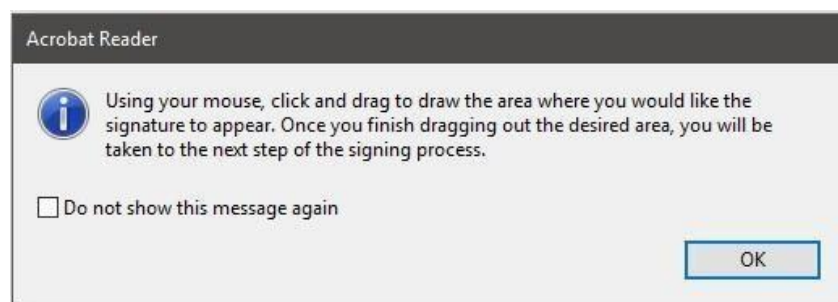 Acrobat Reader
Using your mouse, click and drag to draw the area where you would like the
signature to appear. Once you finish dragging out the desired area, you will be
taken to the next step of the signing process.
Do not show this message again
OK